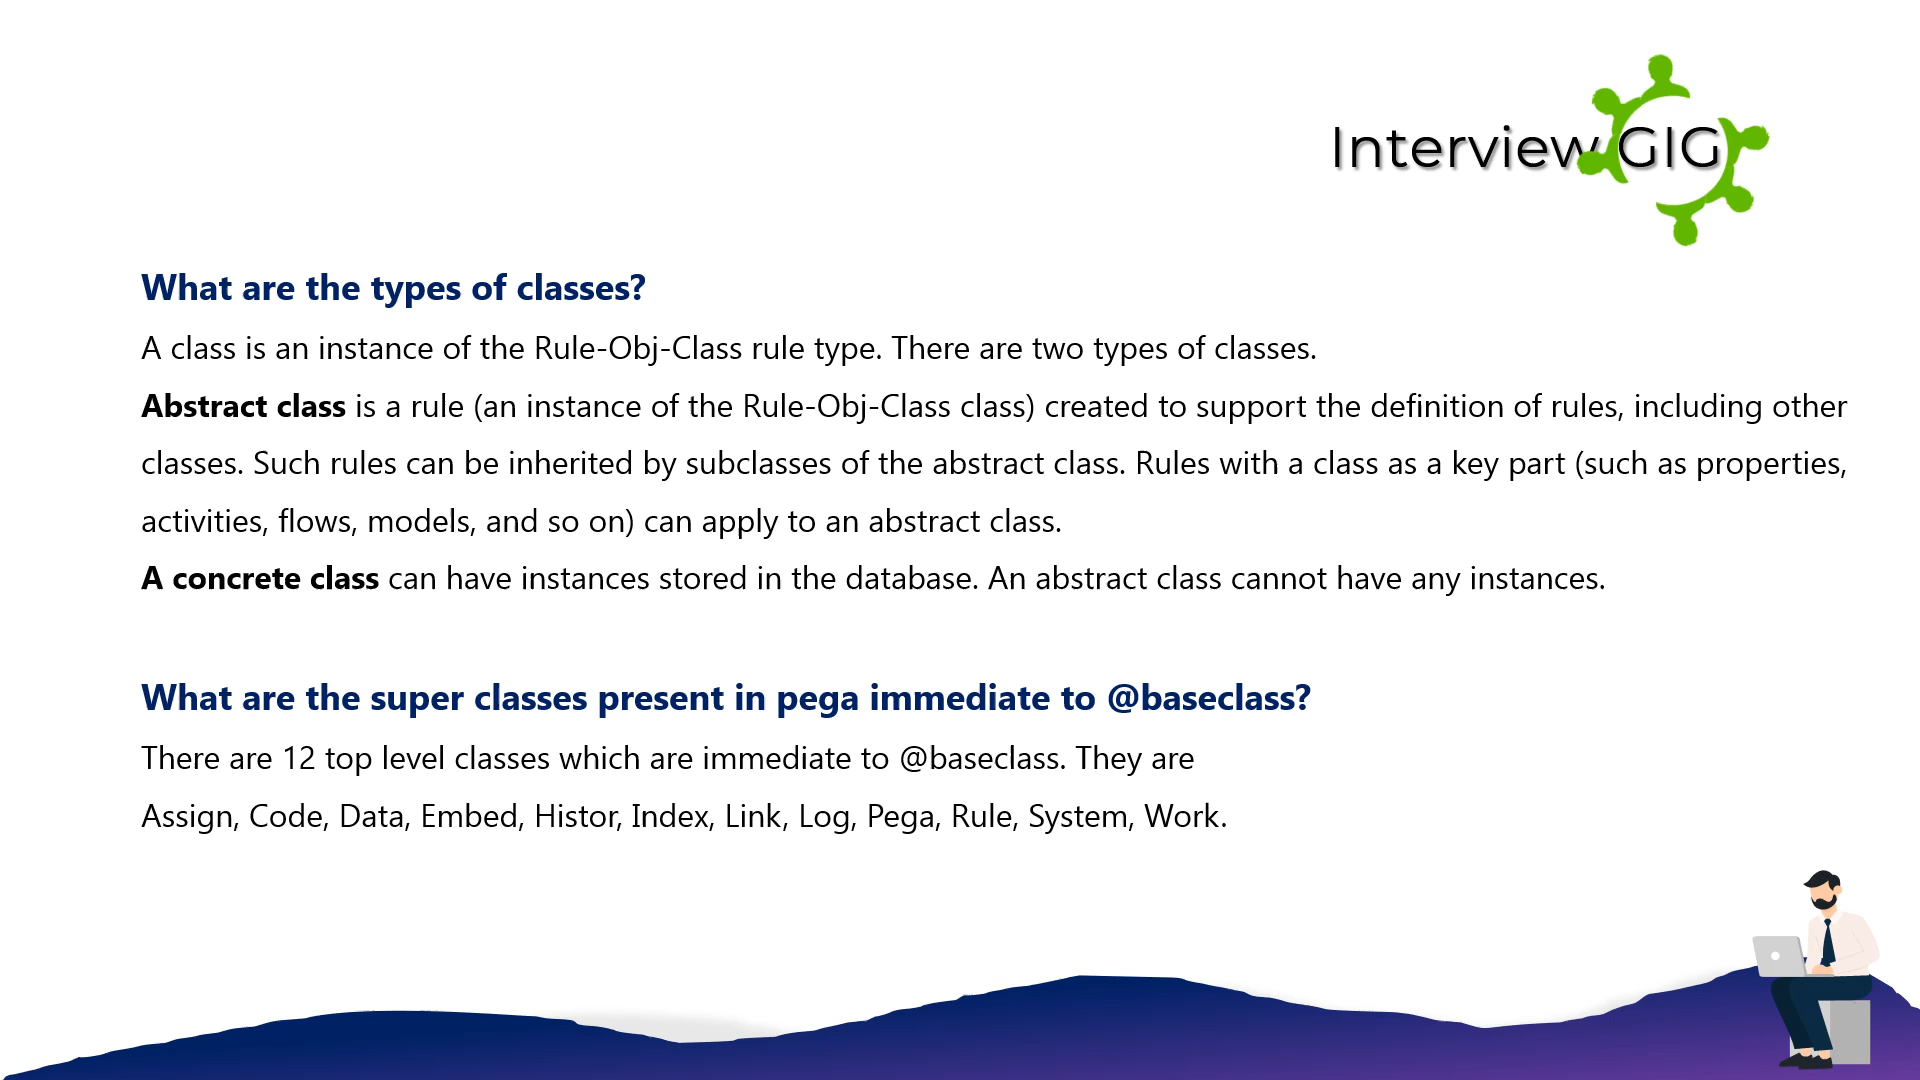 Interview GIG
What are the types of classes?
A class is an instance of the Rule-Obj-Class rule type. There are two types of classes.
Abstract class is a rule (an instance of the Rule-Obj-Class class) created to support the definition of rules, including other
classes. Such rules can be inherited by subclasses of the abstract class. Rules with a class as a key part (such as properties,
activities, flows, models, and so on) can apply to an abstract class.
A concrete class can have instances stored in the database. An abstract class cannot have any instances.
What are the super classes present in pega immediate to @baseclass?
There are 12 top level classes which are immediate to @baseclass. They are
Assign, Code, Data, Embed, Histor, Index, Link, Log, Pega, Rule, System, Work.